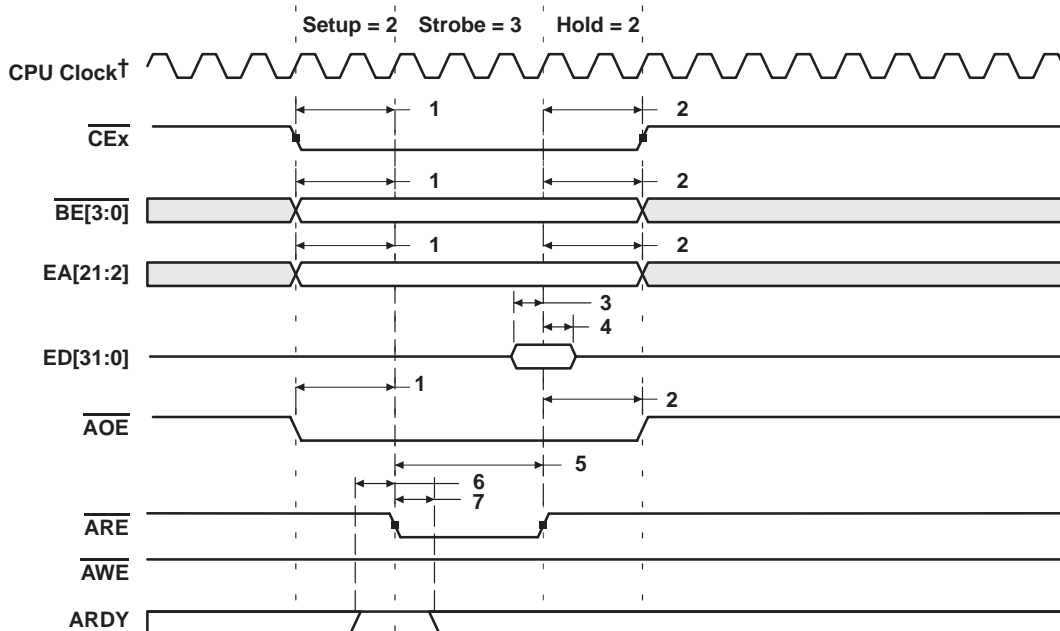 Setup = 2 Strobe = 3 Hold = 2
CPU Clock†
1 2
CEx
1 2
BE[3:0]
1 2
EA[21:2]
3
4
ED[31:0]
1
2
AOE
5
6
7
ARE
AWE
ARDY